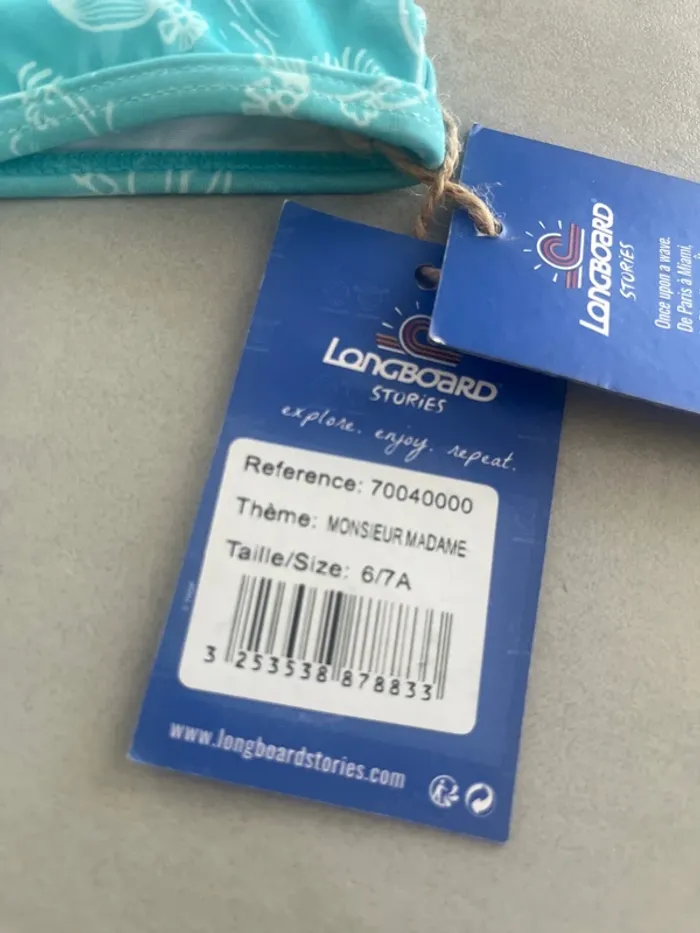 LONGBOARD
STORIES
explore. enjoy. repeat.
Reference: 70040000
Thème: MONSIEUR MADAME
Taille/Size: 6/7A
3 253538 878833
www.longboardstories.com
LONGBOARD
STORIES
Once upon a wave.
De Paris à Miami,